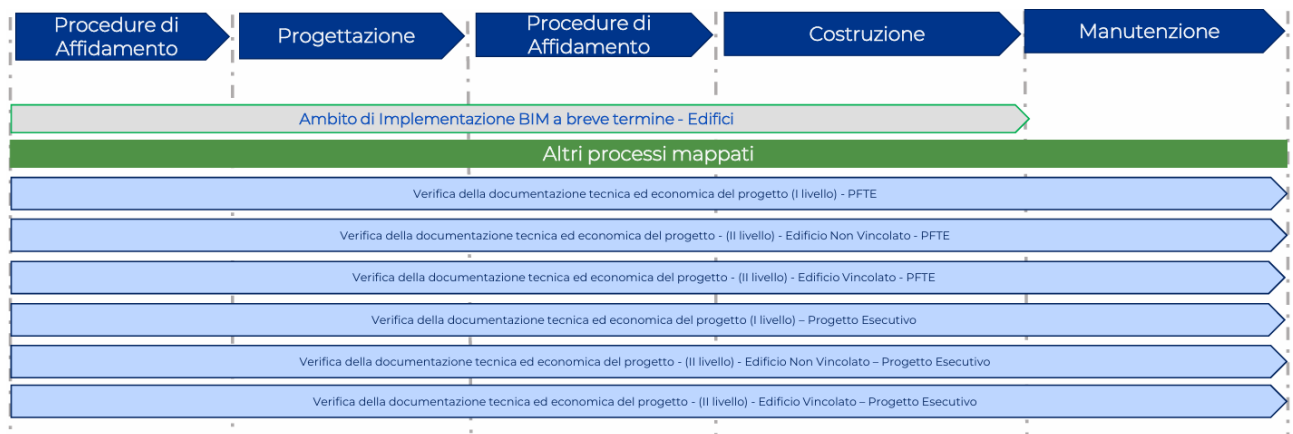 Procedure di
Affidamento
Progettazione
Procedure di
Affidamento
Costruzione
Manutenzione
Ambito di Implementazione BIM a breve termine - Edifici
Altri processi mappati
Verifica della documentazione tecnica ed economica del progetto (I livello) - PFTE
Verifica della documentazione tecnica ed economica del progetto - (II livello) - Edificio Non Vincolato - PFTE
Verifica della documentazione tecnica ed economica del progetto - (II livello) - Edificio Vincolato - PFTE
Verifica della documentazione tecnica ed economica del progetto (I livello) – Progetto Esecutivo
Verifica della documentazione tecnica ed economica del progetto - (II livello) - Edificio Non Vincolato – Progetto Esecutivo
Verifica della documentazione tecnica ed economica del progetto - (II livello) - Edificio Vincolato – Progetto Esecutivo